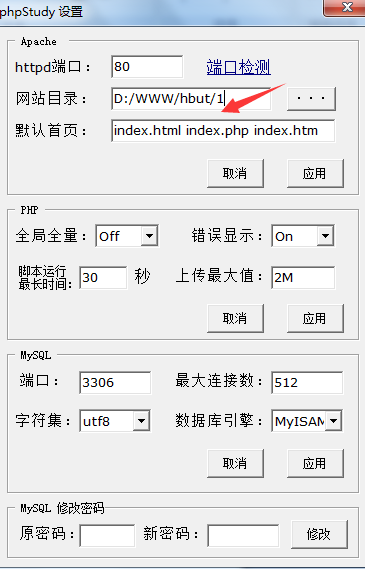 phpStudy 设置
Apache
httpd端口： 80 端口检测
网站目录： D:/WWW/hbut/1 ...
默认首页： index.html index.php index.htm
取消 应用
PHP
全局全量： Off 错误显示： On
脚本运行
最长时间： 30 秒 上传最大值： 2M
取消 应用
MySQL
端口： 3306 最大连接数： 512
字符集： utf8 数据库引擎： MyISAM
取消 应用
MySQL 修改密码
原密码： 新密码： 修改